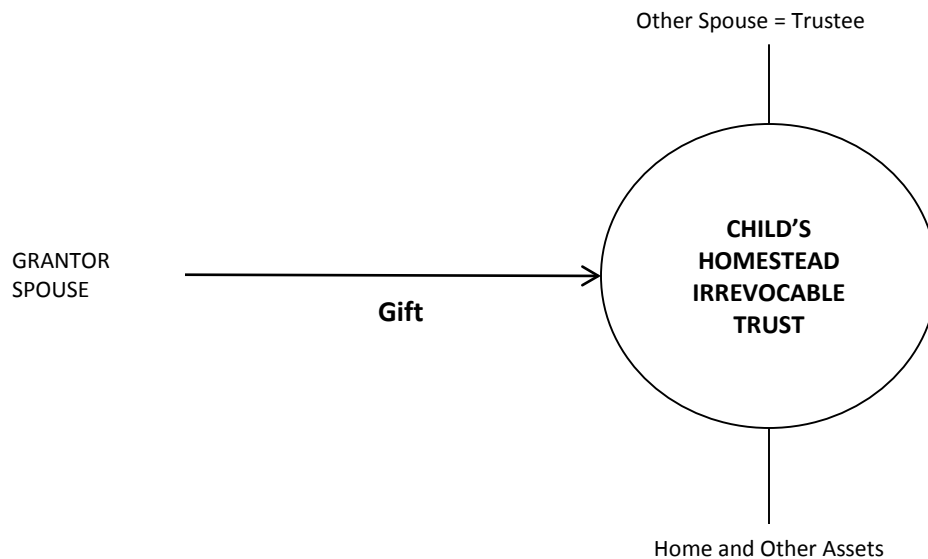 Other Spouse = Trustee
GRANTOR
SPOUSE
Gift
CHILD’S
HOMESTEAD
IRREVOCABLE
TRUST
Home and Other Assets